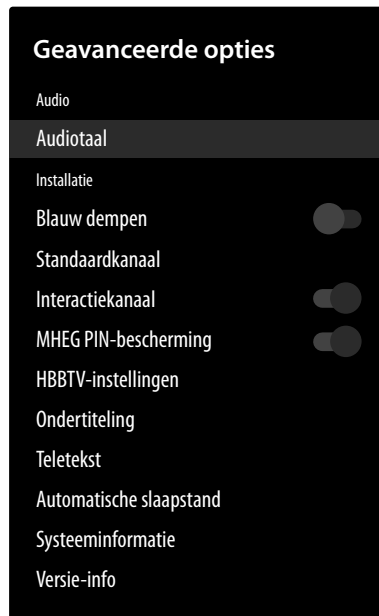 Geavanceerde opties
Audio
Audiotaal
Installatie
Blauw dempen
Standaardkanaal
Interactiekanaal
MHEG PIN-bescherming
HBBTV-instellingen
Ondertiteling
Teletekst
Automatische slaapstand
Systeeminformatie
Versie-info